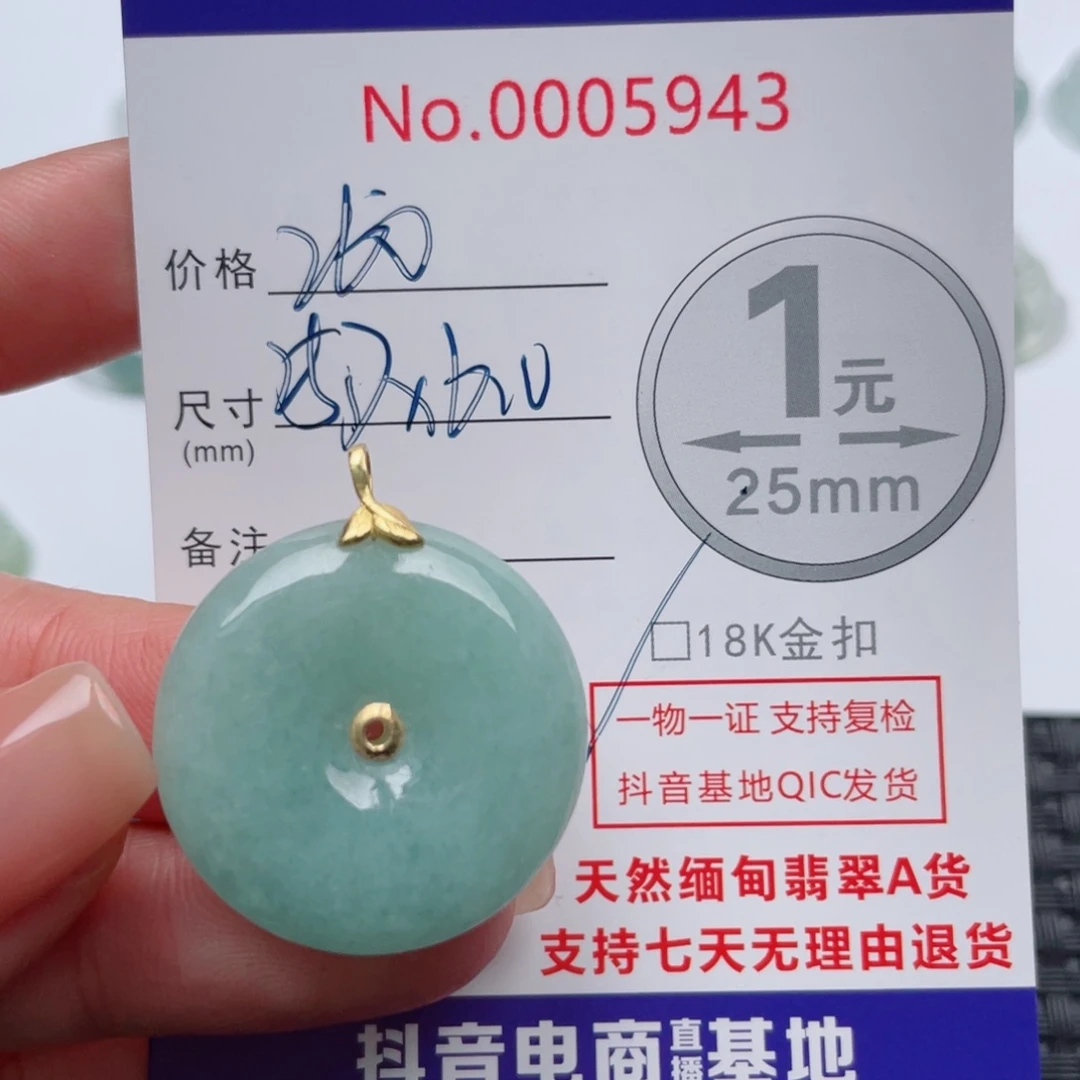 No.0005943
价格
尺寸
(mm)
备注
1元
25mm
□18K金扣
一物一证 支持复检
抖音基地QIC发货
天然缅甸翡翠A货
支持七天无理由退货
抖音电商直播基地